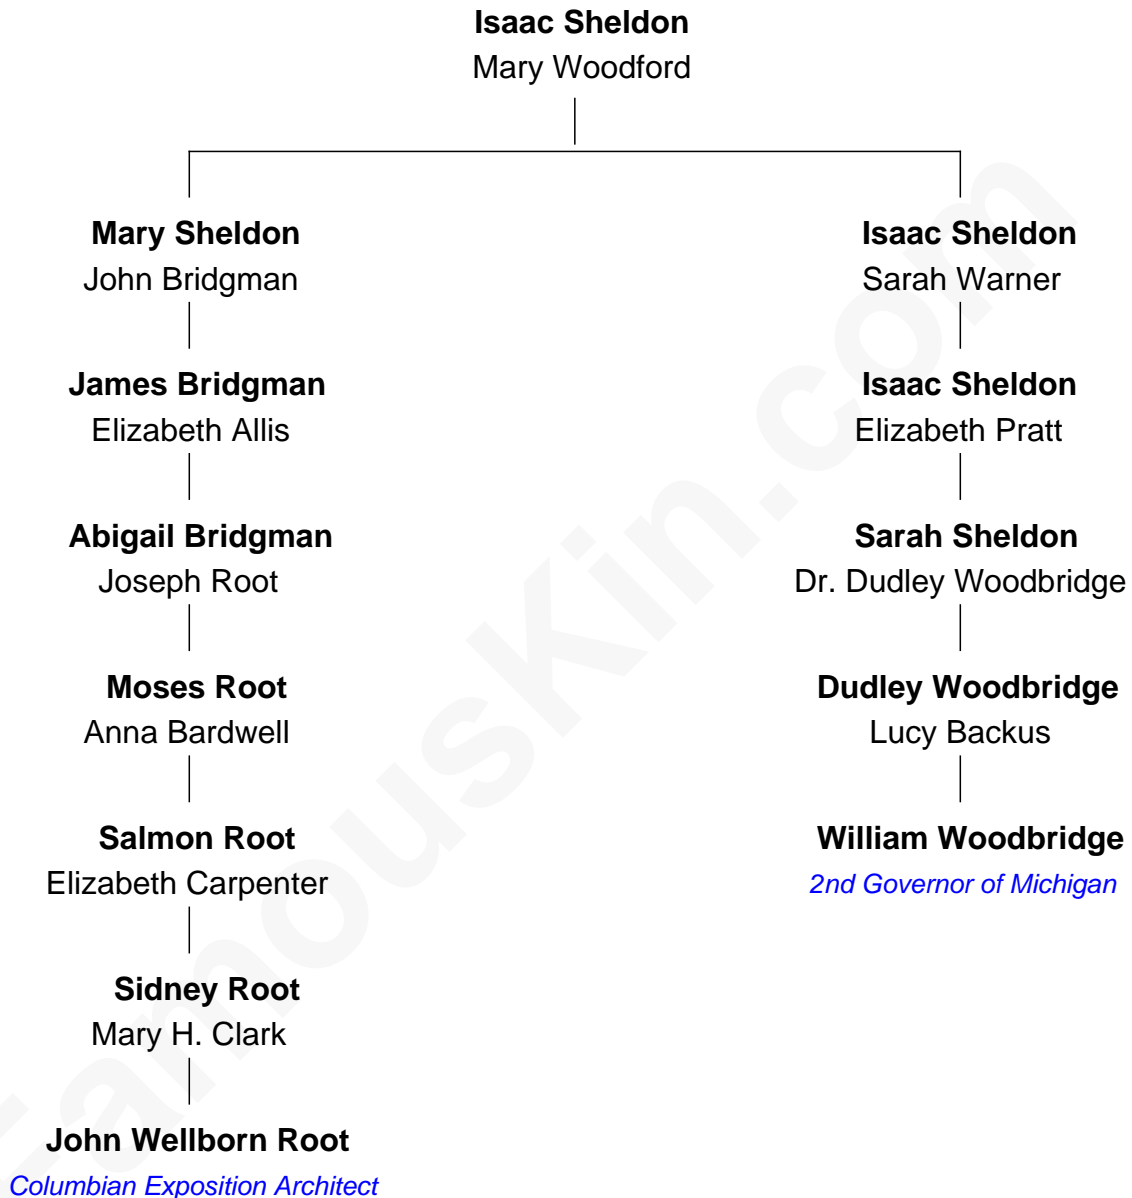 Isaac Sheldon
Mary Woodford
Mary Sheldon
John Bridgman
Isaac Sheldon
Sarah Warner
James Bridgman
Elizabeth Allis
Isaac Sheldon
Elizabeth Pratt
Abigail Bridgman
Joseph Root
Sarah Sheldon
Dr. Dudley Woodbridge
Moses Root
Anna Bardwell
Dudley Woodbridge
Lucy Backus
Salmon Root
Elizabeth Carpenter
William Woodbridge
2nd Governor of Michigan
Sidney Root
Mary H. Clark
John Wellborn Root
Columbian Exposition Architect
FamousKin.com